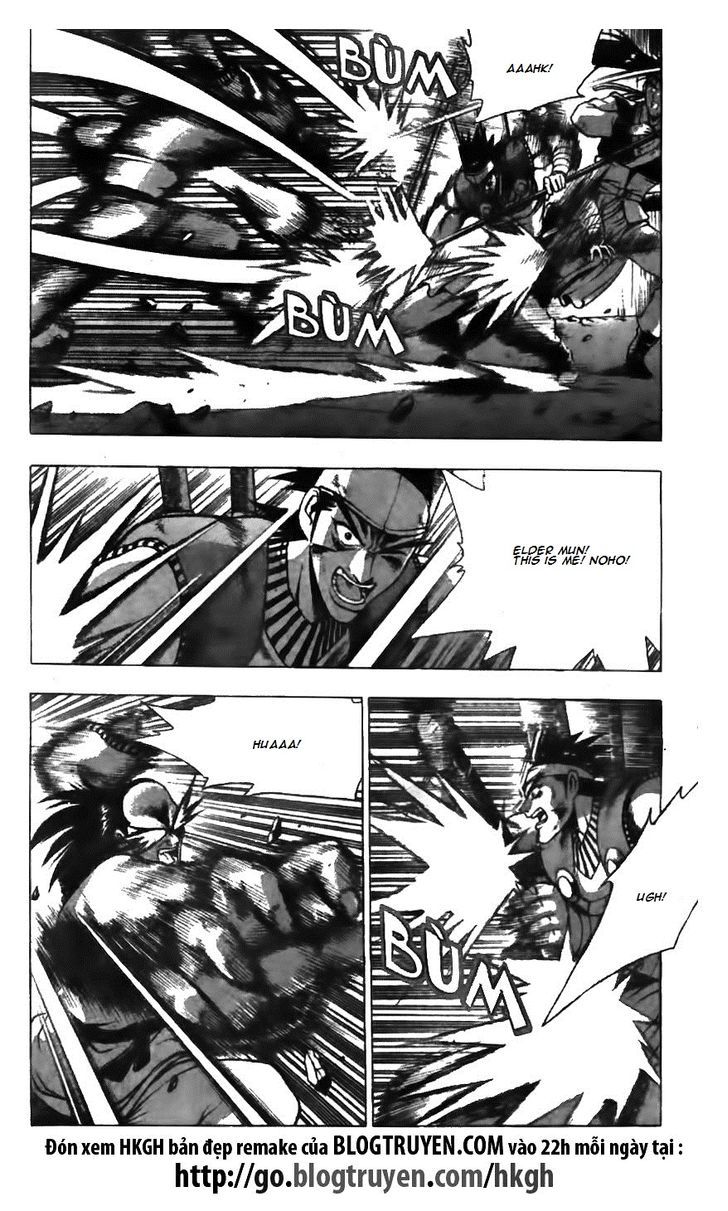 BÙM
AAAHK!
BÙM
ELDER MUN!
THIS IS ME! NOHO!
HUAAA!
UGH!
BÙM
Đón xem HKGH bản đẹp remake của BLOGTRUYEN.COM vào 22h mỗi ngày tại :
http://go.blogtruyen.com/hkgh